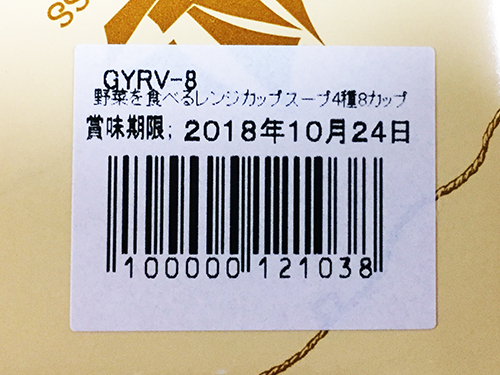 SS
GYRV-8
野菜を食べるレンジカップスープ4種8カップ
賞味期限; 2018年10月24日
100000 121038